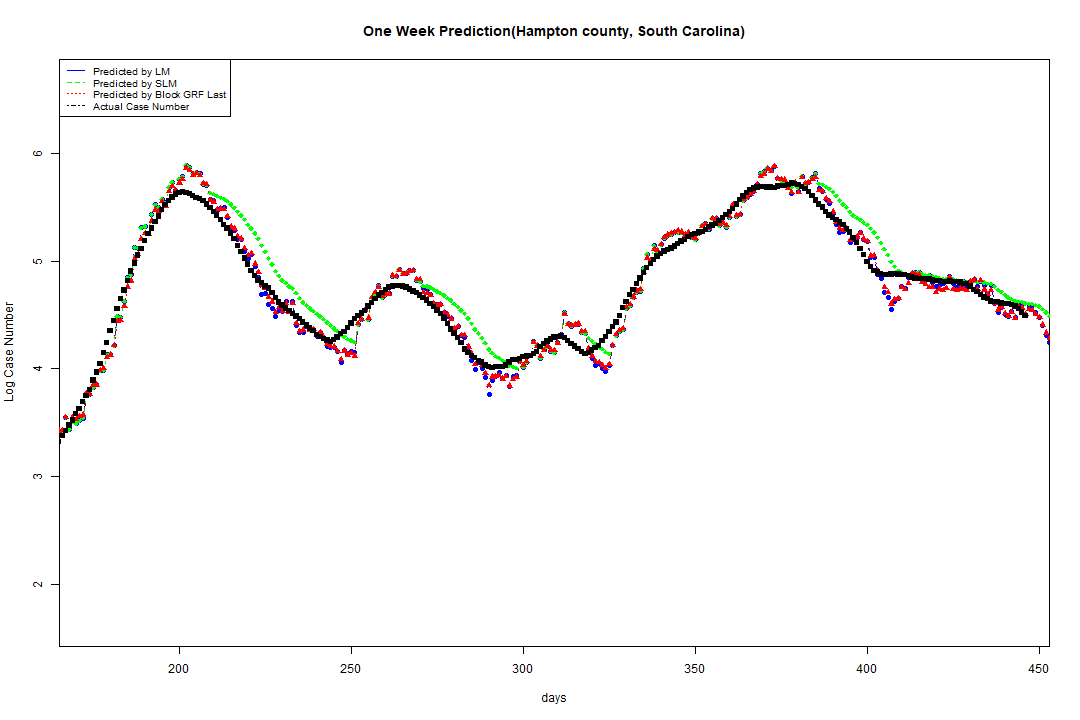 One Week Prediction(Hampton county, South Carolina)
Predicted by LM
Predicted by SLM
Predicted by Block GRF Last
Actual Case Number
6
5
4
3
2
Log Case Number
200 250 300 350 400 450
days